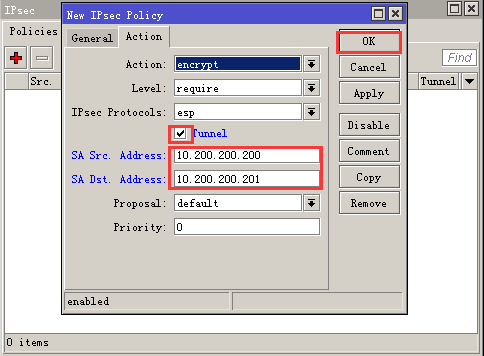 IPsec
New IPsec Policy
Policies
General Action
OK
Find
Action: encrypt
Cancel
Src.
Tunnel
Level: require
Apply
IPsec Protocols: esp
Disable
Tunnel
SA Src. Address: 10.200.200.200
Comment
SA Dst. Address: 10.200.200.201
Copy
Proposal: default
Remove
Priority: 0
enabled
0 items